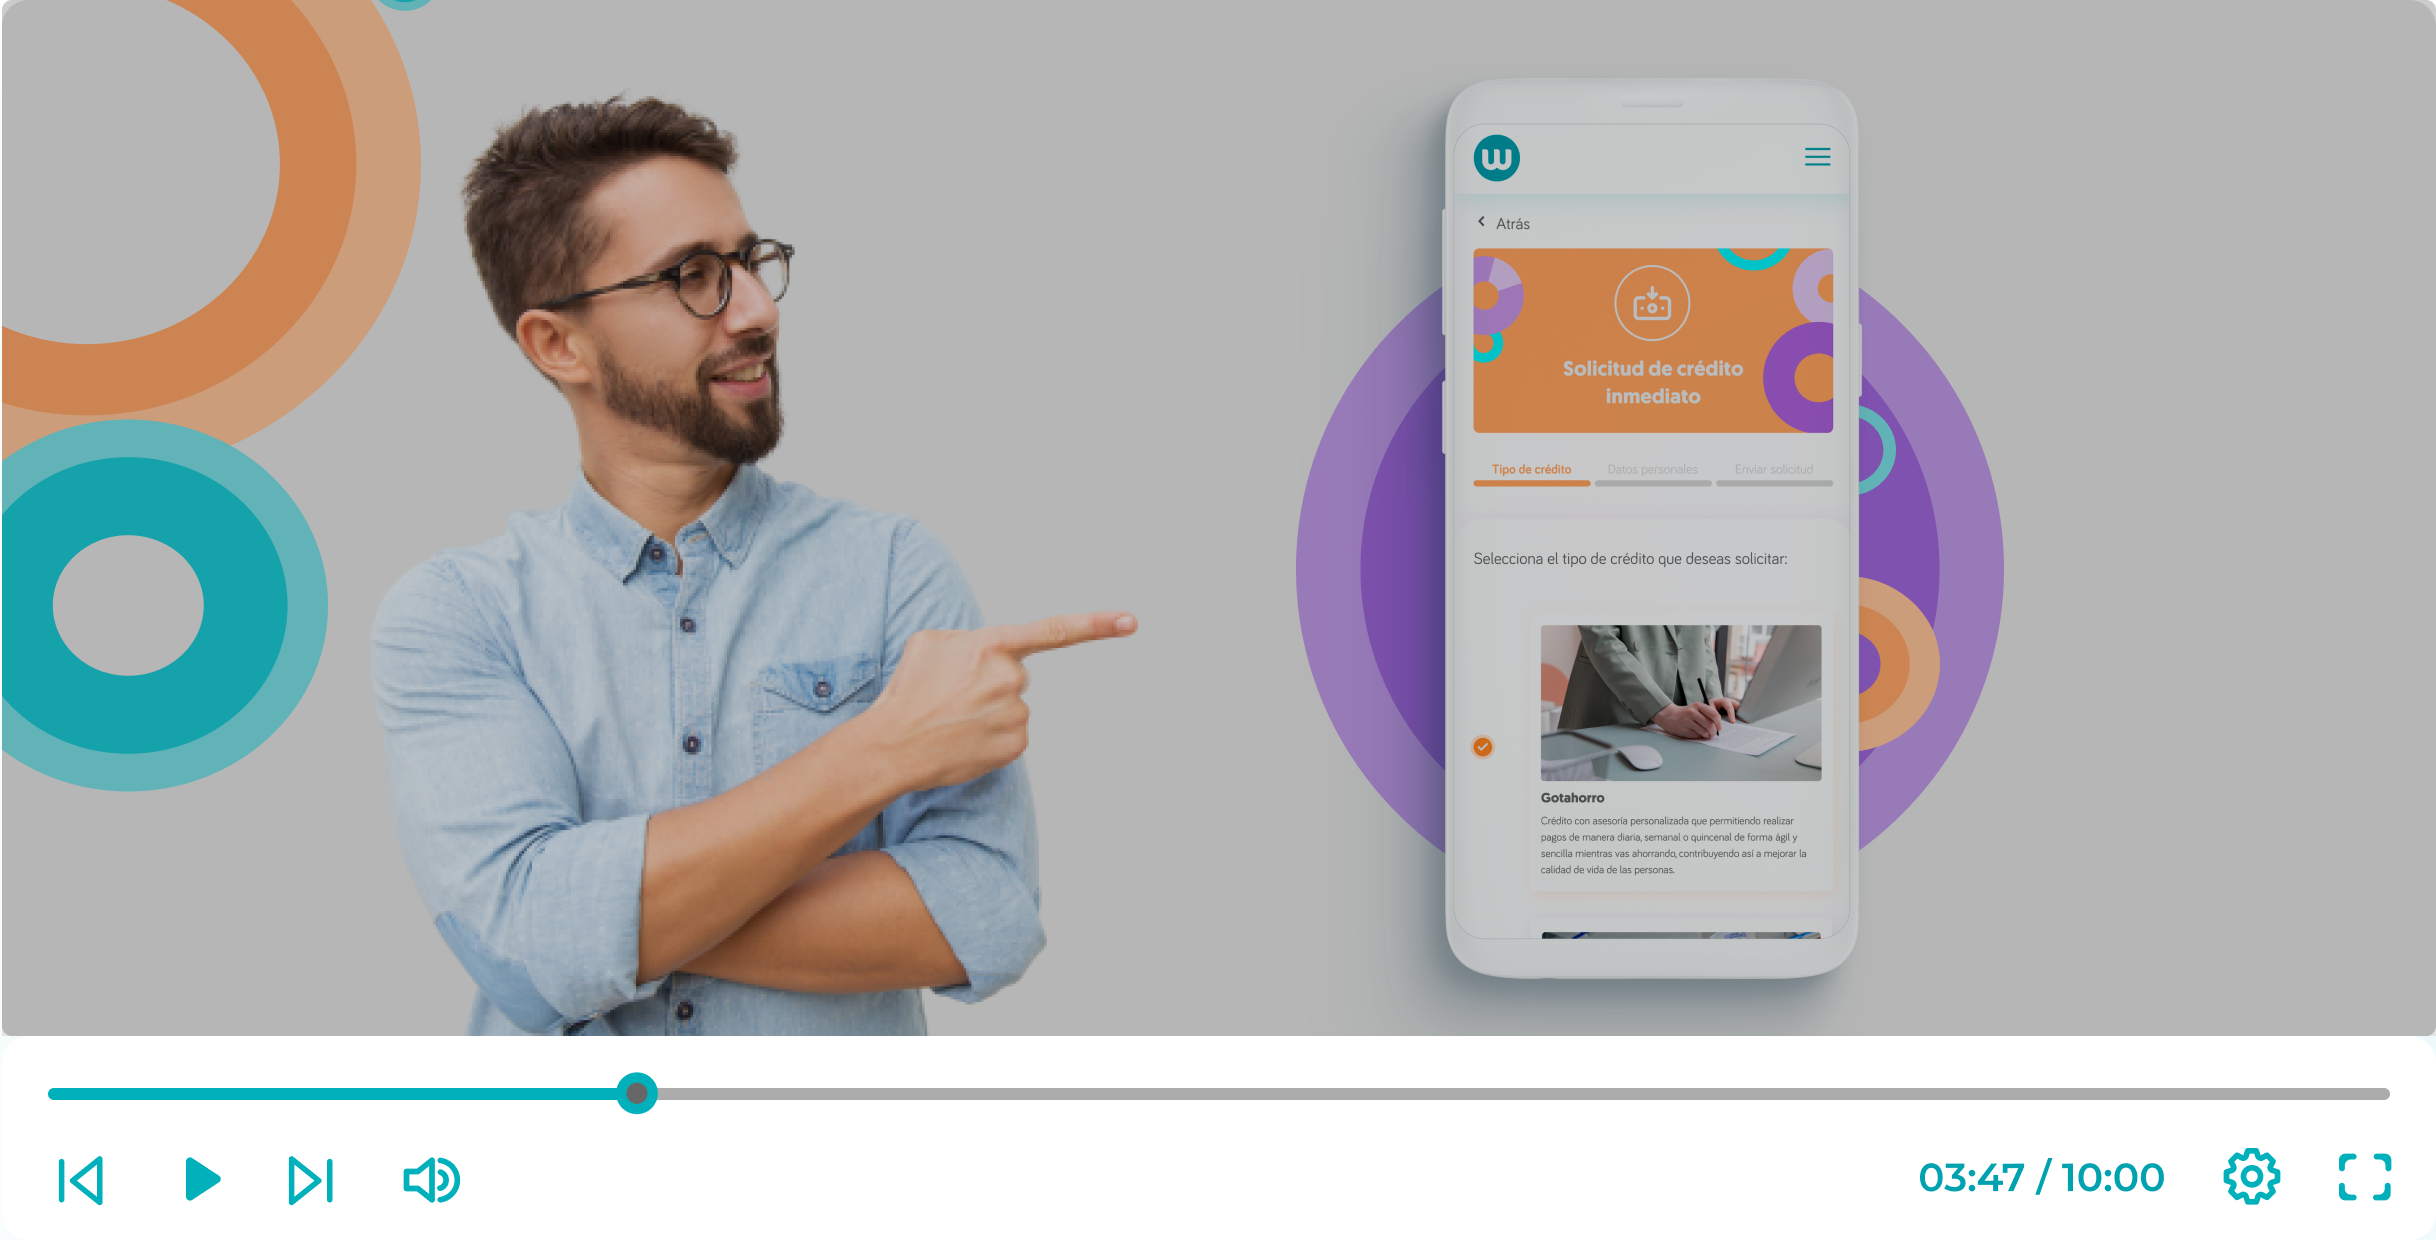 w
Atrás
Solicitud de crédito
inmediato
Tipo de crédito Datos personales Enviar solicitud
Selecciona el tipo de crédito que deseas solicitar:
Gotahorro
Crédito con asesoría personalizada que permitiendo realizar
pagos de manera diaria, semanal o quincenal de forma ágil y
sencilla mientras vas ahorrando, contribuyendo así a mejorar la
calidad de vida de las personas.
03:47 / 10:00